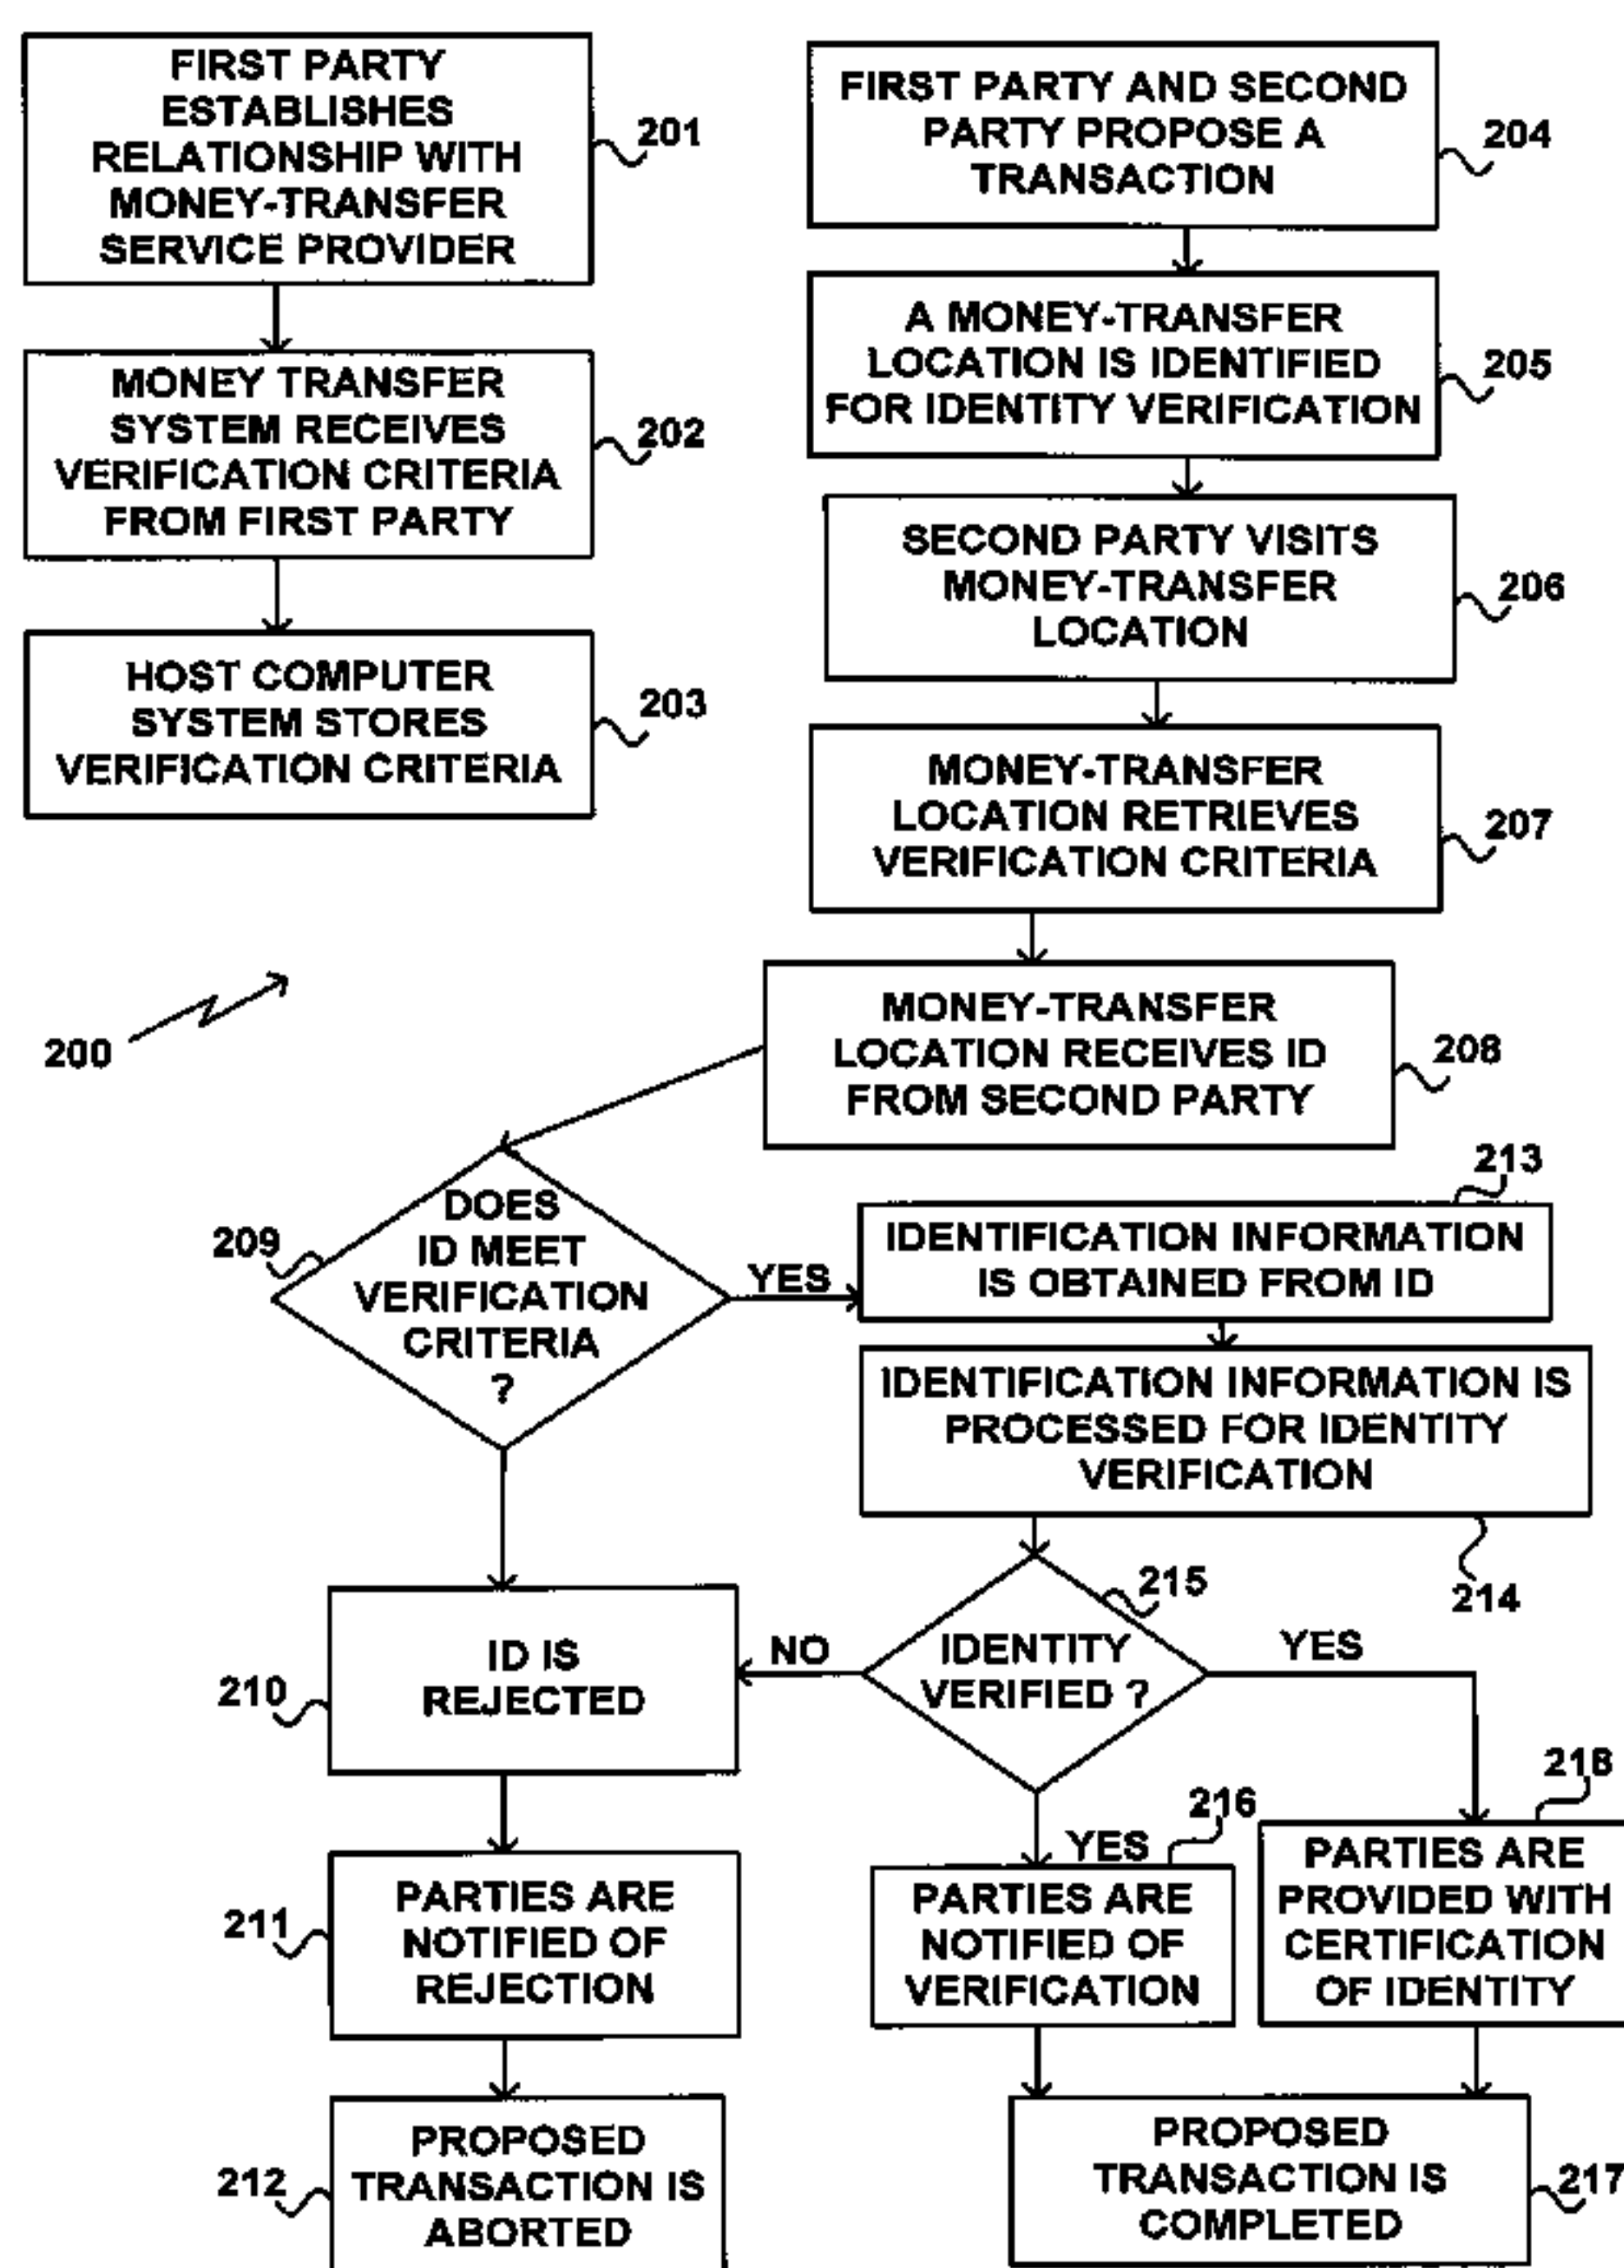 FIRST PARTY
ESTABLISHES
RELATIONSHIP WITH
MONEY-TRANSFER
SERVICE PROVIDER
201
MONEY TRANSFER
SYSTEM RECEIVES
VERIFICATION CRITERIA
FROM FIRST PARTY
202
HOST COMPUTER
SYSTEM STORES
VERIFICATION CRITERIA
203
FIRST PARTY AND SECOND
PARTY PROPOSE A
TRANSACTION
204
A MONEY-TRANSFER
LOCATION IS IDENTIFIED
FOR IDENTITY VERIFICATION
205
SECOND PARTY VISITS
MONEY-TRANSFER
LOCATION
206
MONEY-TRANSFER
LOCATION RETRIEVES
VERIFICATION CRITERIA
207
200
MONEY-TRANSFER
LOCATION RECEIVES ID
FROM SECOND PARTY
208
209
DOES
ID MEET
VERIFICATION
CRITERIA
?
YES
213
IDENTIFICATION INFORMATION
IS OBTAINED FROM ID
IDENTIFICATION INFORMATION IS
PROCESSED FOR IDENTITY
VERIFICATION
214
215
IDENTITY
VERIFIED ?
NO
YES
210
ID IS
REJECTED
211
PARTIES ARE
NOTIFIED OF
REJECTION
212
PROPOSED
TRANSACTION IS
ABORTED
YES
216
PARTIES ARE
NOTIFIED OF
VERIFICATION
218
PARTIES ARE
PROVIDED WITH
CERTIFICATION
OF IDENTITY
PROPOSED
TRANSACTION IS
COMPLETED
217